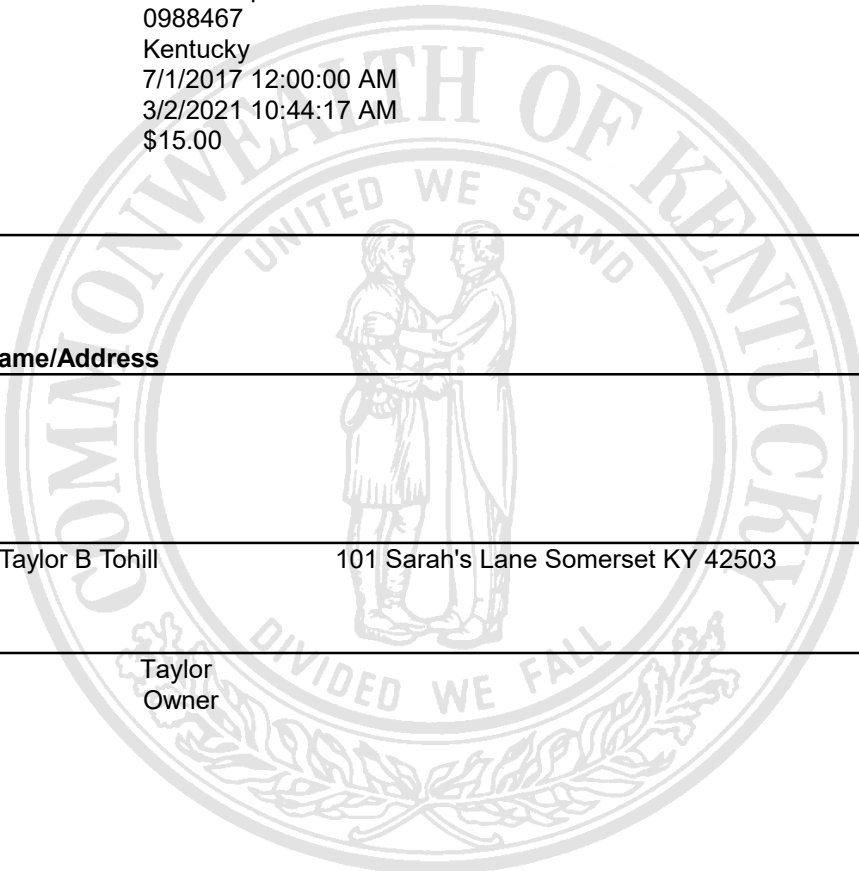 0988467
Kentucky
7/1/2017 12:00:00 AM
3/2/2021 10:44:17 AM
$15.00
COMMONWEALTH OF KENTUCKY
UNITED WE STAND
ame/Address
Taylor B Tohill 101 Sarah's Lane Somerset KY 42503
DIVIDED WE FALL
Taylor
Owner